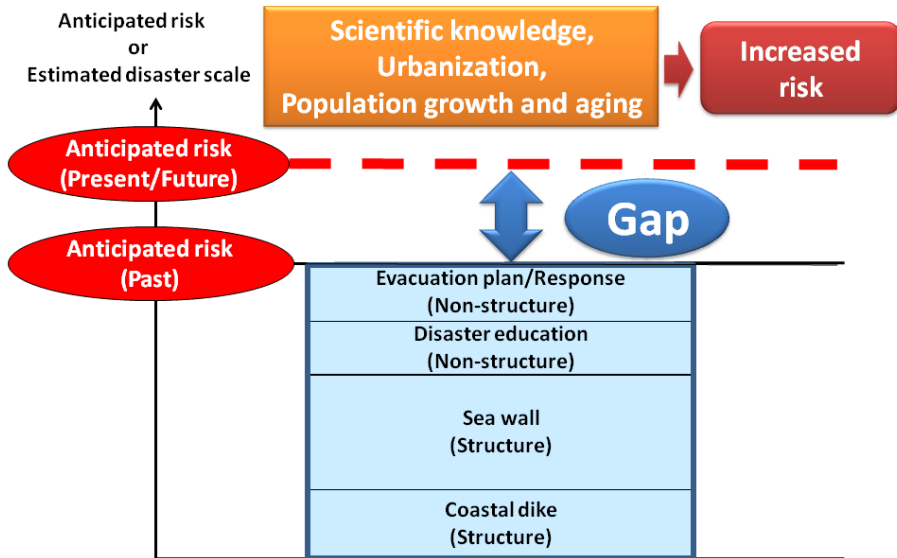 Anticipated risk
or
Estimated disaster scale
Scientific knowledge,
Urbanization,
Population growth and aging
Increased
risk
Anticipated risk
(Present/Future)
Gap
Anticipated risk
(Past)
Evacuation plan/Response
(Non-structure)
Disaster education
(Non-structure)
Sea wall
(Structure)
Coastal dike
(Structure)